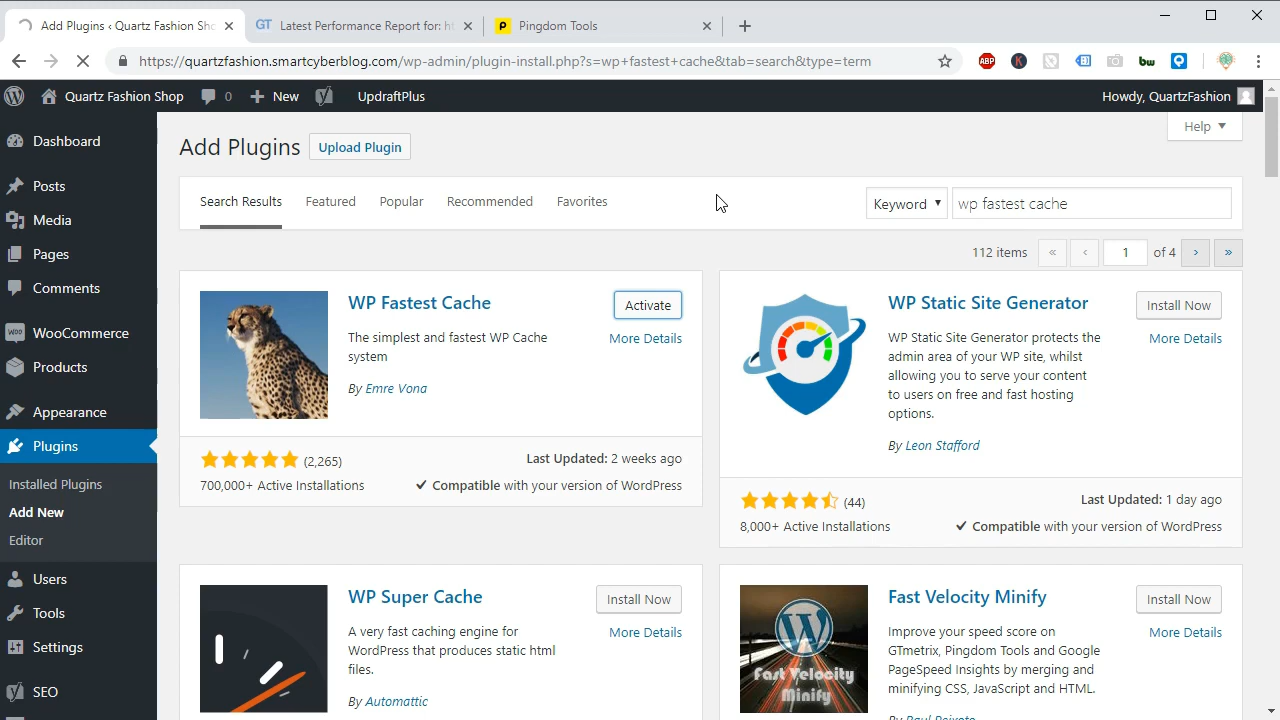 Add Plugins ‹ Quartz Fashion Sho
GT Latest Performance Report for: ht
p Pingdom Tools
https://quartzfashion.smartcyberblog.com/wp-admin/plugin-install.php?s=wp+fastest+cache&tab=search&type=term
ABP K bw
Quartz Fashion Shop 0 New UpdraftPlus Howdy, QuartzFashion
Dashboard
Posts
Media
Pages
Comments
WOO WooCommerce
Products
Appearance
Plugins
Installed Plugins
Add New
Editor
Users
Tools
Settings
SEO
Help
Add Plugins Upload Plugin
Search Results Featured Popular Recommended Favorites Keyword wp fastest cache
112 items « ‹ 1 of 4 › »
WP Fastest Cache
Activate
The simplest and fastest WP Cache
system
More Details
By Emre Vona
(2,265)
Last Updated: 2 weeks ago
700,000+ Active Installations
✔ Compatible with your version of WordPress
WP Static Site Generator
Install Now
WP Static Site Generator protects the
admin area of your WP site, whilst
allowing you to serve your content
to users on free and fast hosting
options.
More Details
By Leon Stafford
(44)
Last Updated: 1 day ago
8,000+ Active Installations
✔ Compatible with your version of WordPress
WP Super Cache
Install Now
A very fast caching engine for
WordPress that produces static html
files.
More Details
By Automattic
Fast Velocity
Minify
Fast Velocity Minify
Install Now
Improve your speed score on
GTmetrix, Pingdom Tools and Google
PageSpeed Insights by merging and
minifying CSS, JavaScript and HTML.
More Details
By Raul Peixoto